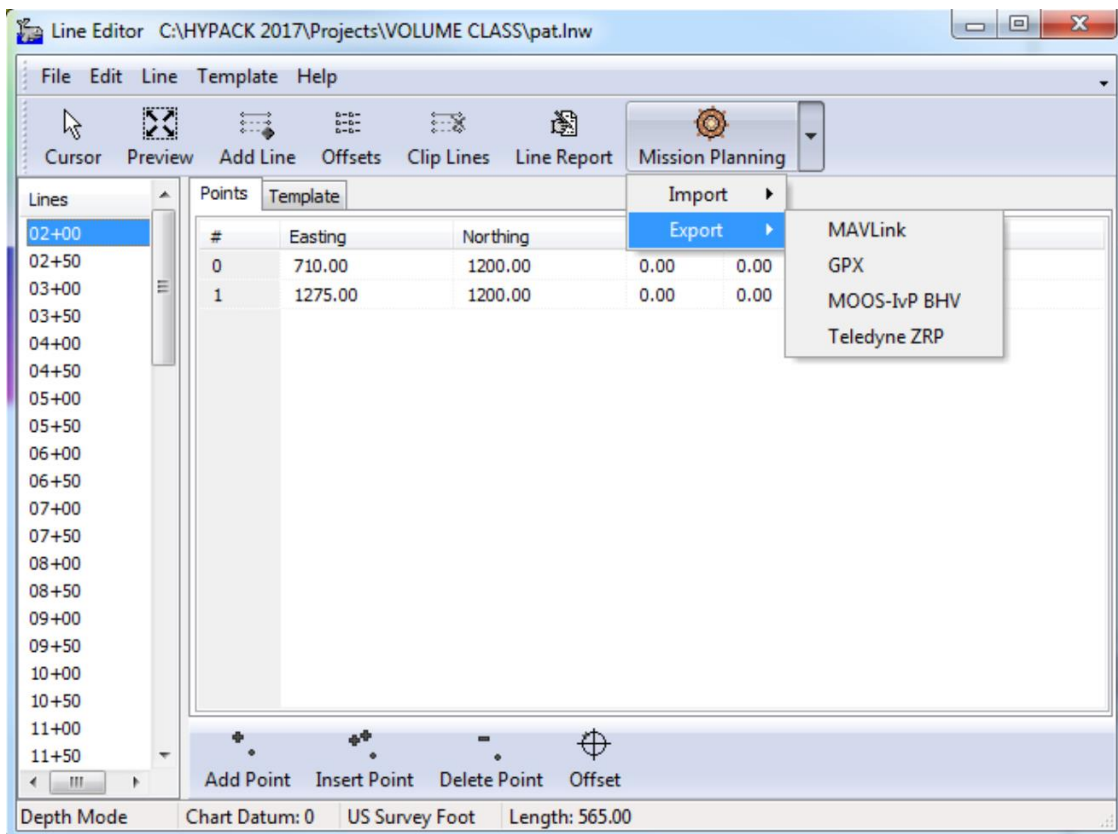 Line Editor C:\HYPACK 2017\Projects\VOLUME CLASS\pat.lnw
File Edit Line Template Help
Cursor Preview Add Line Offsets Clip Lines Line Report Mission Planning
Import
Export
MAVLink
GPX
MOOS-IvP BHV
Teledyne ZRP
Lines
02+00
02+50
03+00
03+50
04+00
04+50
05+00
05+50
06+00
06+50
07+00
07+50
08+00
08+50
09+00
09+50
10+00
10+50
11+00
11+50
Points Template
# Easting Northing
0 710.00 1200.00 0.00 0.00
1 1275.00 1200.00 0.00 0.00
Add Point Insert Point Delete Point Offset
Depth Mode Chart Datum: 0 US Survey Foot Length: 565.00